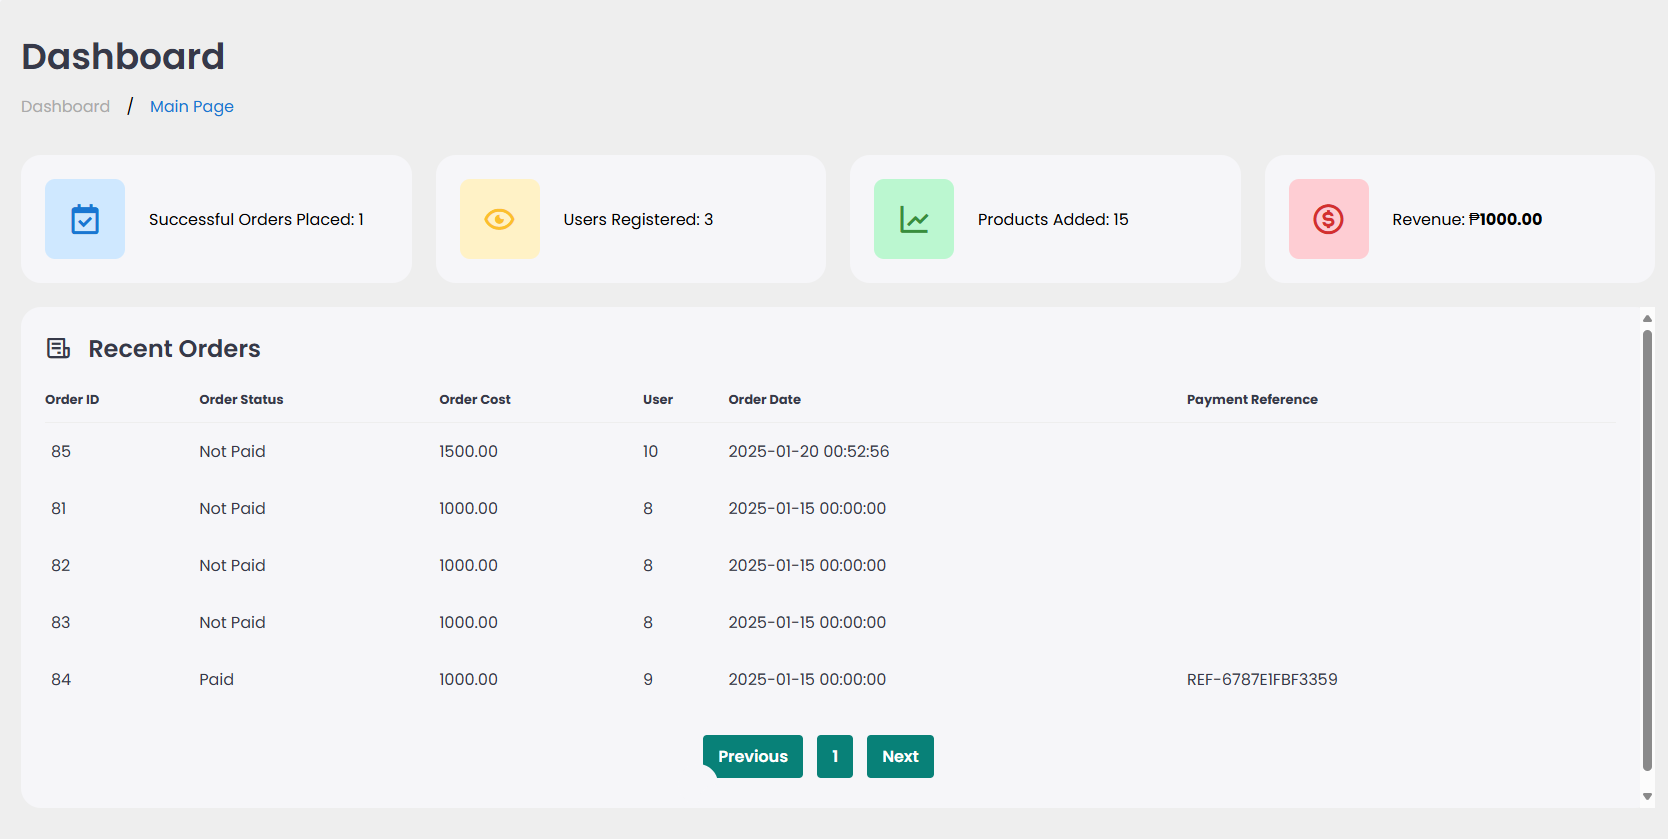 Dashboard
Dashboard / Main Page
Successful Orders Placed: 1
Users Registered: 3
Products Added: 15
Revenue: ₱1000.00
Recent Orders
Order ID Order Status Order Cost User Order Date Payment Reference
85 Not Paid 1500.00 10 2025-01-20 00:52:56
81 Not Paid 1000.00 8 2025-01-15 00:00:00
82 Not Paid 1000.00 8 2025-01-15 00:00:00
83 Not Paid 1000.00 8 2025-01-15 00:00:00
84 Paid 1000.00 9 2025-01-15 00:00:00 REF-6787E1FBF3359
Previous 1 Next